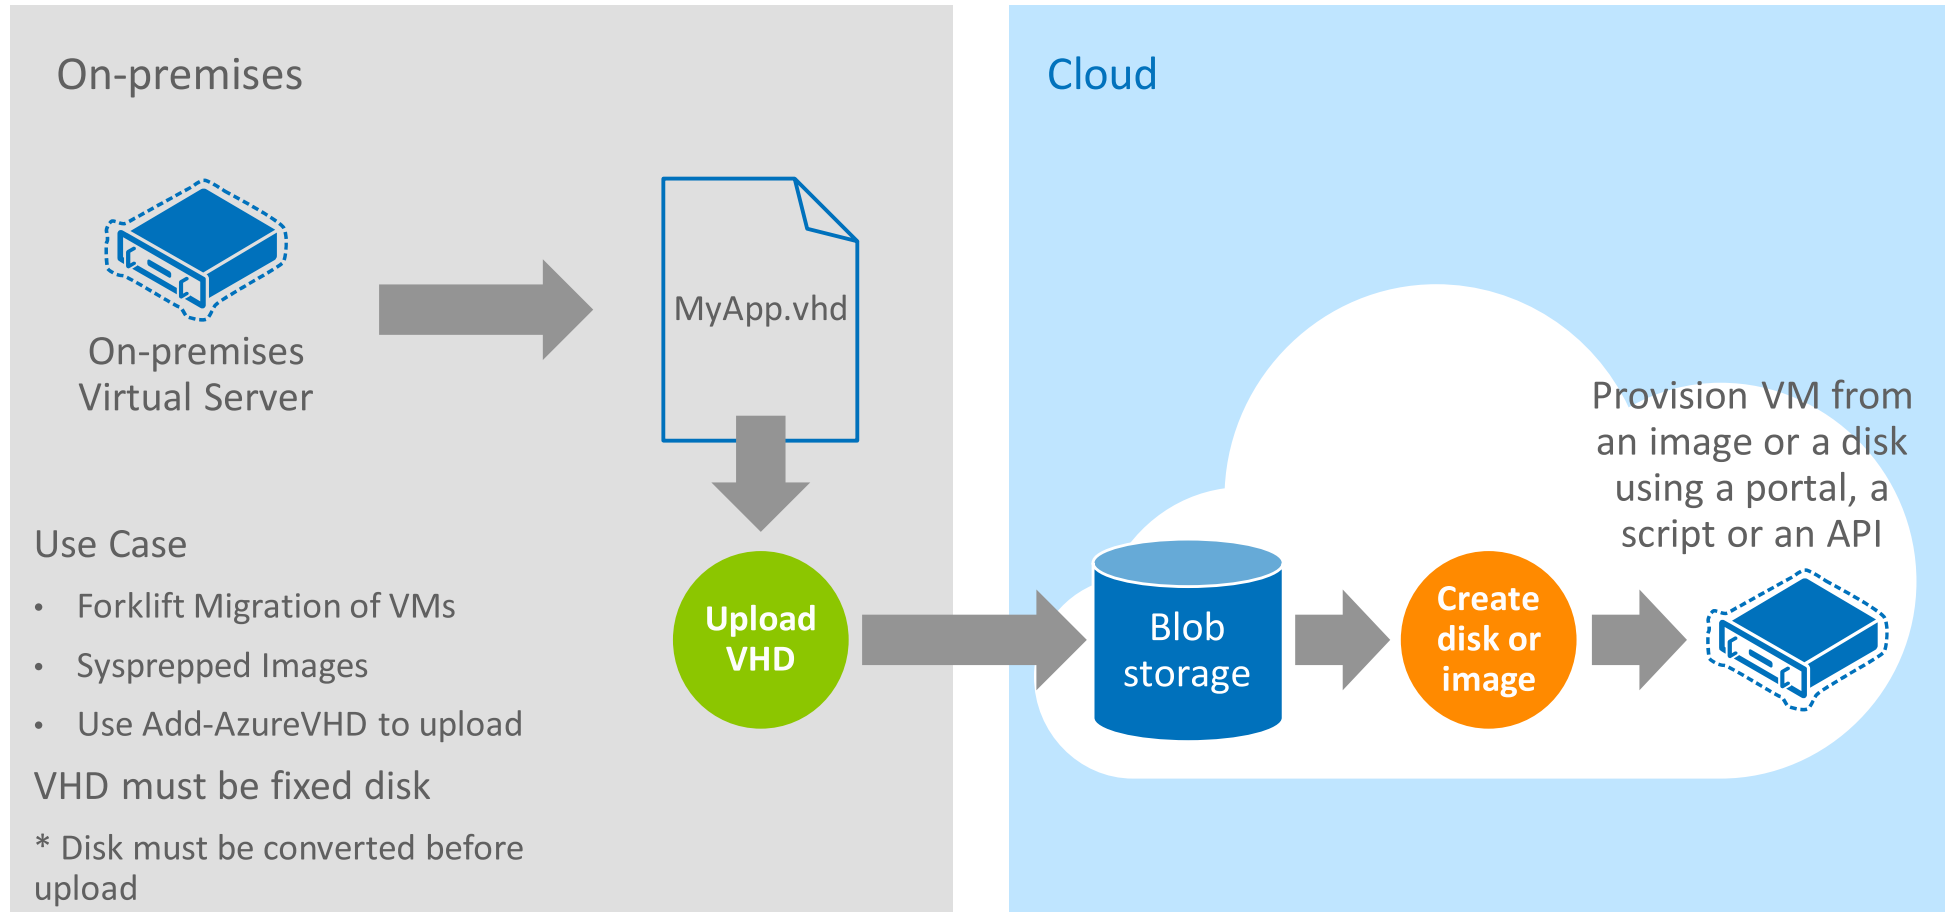 On-premises
Cloud
On-premises
Virtual Server
MyApp.vhd
Use Case
• Forklift Migration of VMs
• Sysprepped Images
• Use Add-AzureVHD to upload
VHD must be fixed disk
* Disk must be converted before
upload
Upload
VHD
Blob
storage
Create
disk or
image
Provision VM from
an image or a disk
using a portal, a
script or an API